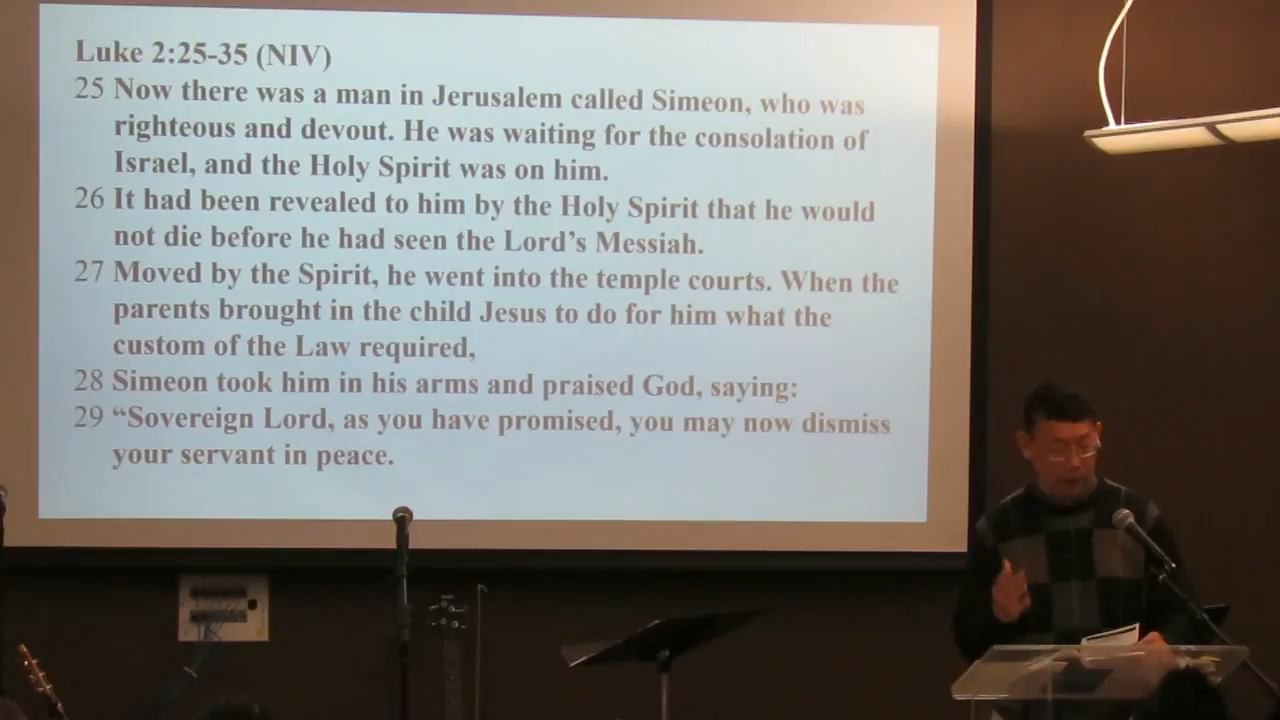 Luke 2:25-35 (NIV)
25 Now there was a man in Jerusalem called Simeon, who was
righteous and devout. He was waiting for the consolation of
Israel, and the Holy Spirit was on him.
26 It had been revealed to him by the Holy Spirit that he would
not die before he had seen the Lord’s Messiah.
27 Moved by the Spirit, he went into the temple courts. When the
parents brought in the child Jesus to do for him what the
custom of the Law required,
28 Simeon took him in his arms and praised God, saying:
29 “Sovereign Lord, as you have promised, you may now dismiss
your servant in peace.